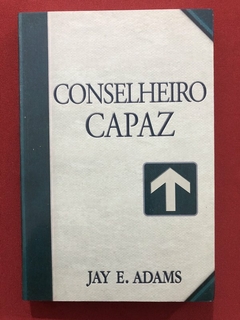 CONSELHEIRO
CAPAZ
JAY E. ADAMS